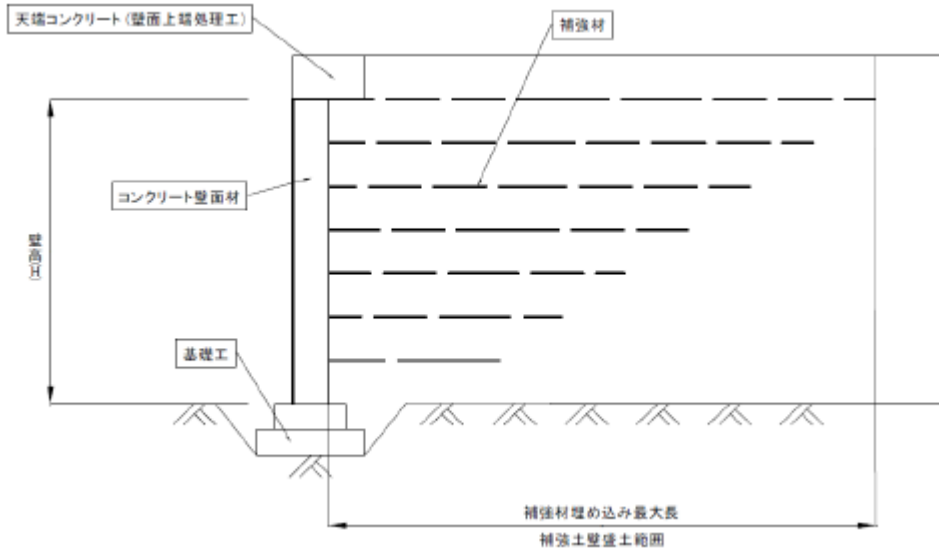 天端コンクリート(壁面上端処理工)
補強材
コンクリート壁面材
壁高(H)
基礎工
補強材埋め込み最大長
補強土壁盛土範囲